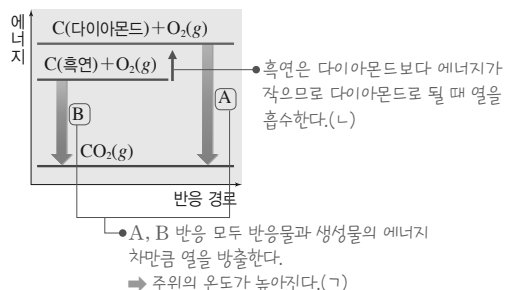 에너지
C(다이아몬드)+O₂(g)
C(흑연)+O₂(g)
A
B
CO₂(g)
반응 경로
흑연은 다이아몬드보다 에너지가
작으므로 다이아몬드로 될 때 열을
흡수한다.(ㄴ)
A, B 반응 모두 반응물과 생성물의 에너지
차만큼 열을 방출한다.
➡ 주위의 온도가 높아진다.(ㄱ)